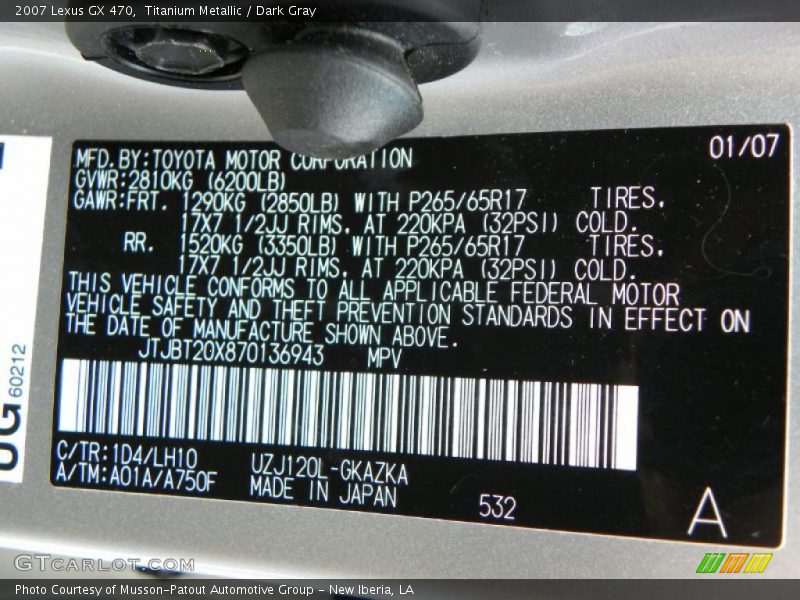 2007 Lexus GX 470, Titanium Metallic / Dark Gray
01/07
MFD. BY: TOYOTA MOTOR CORPORATION
GVWR: 2810KG (6200LB)
GAWR: FRT. 1290KG (2850LB) WITH P265/65R17 TIRES.
17X7 1/2JJ RIMS. AT 220KPA (32PSI) COLD.
RR. 1520KG (3350LB) WITH P265/65R17 TIRES.
17X7 1/2JJ RIMS. AT 220KPA (32PSI) COLD.
THIS VEHICLE CONFORMS TO ALL APPLICABLE FEDERAL MOTOR
VEHICLE SAFETY AND THEFT PREVENTION STANDARDS IN EFFECT ON
THE DATE OF MANUFACTURE SHOWN ABOVE.
JTJBT20X870136943 MPV
C/TR: 1D4/LH10 UZJ120L-GKAZKA
A/TM: A01A/A750F MADE IN JAPAN
532
A
60212
GTCarLot.com
Photo Courtesy of Musson-Patout Automotive Group - New Iberia, LA